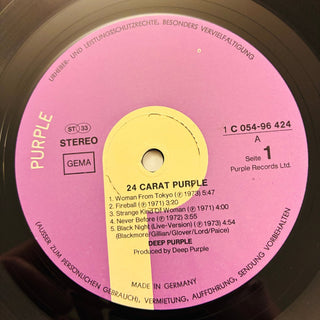 URHEBER- UND LEISTUNGSSCHUTZRECHTE, BESONDERS VERVIELFÄLTIGUNG
PURPLE
ST 33
STEREO
GEMA
1 C 054-96 424
A
Seite 1
Purple Records Ltd.
24 CARAT PURPLE
1. Woman From Tokyo (℗ 1973) 5:47
2. Fireball (℗ 1971) 3:20
3. Strange Kind Of Woman (℗ 1971) 4:00
4. Never Before (℗ 1972) 3:55
5. Black Night (Live-Version) (℗ 1973) 4:54
(Blackmore/Gillan/Glover/Lord/Paice)
DEEP PURPLE
Produced by Deep Purple
MADE IN GERMANY
(AUSSER ZUM PERSÖNLICHEN GEBRAUCH), VERMIETUNG, AUFFÜHRUNG, SENDUNG VORBEHALTEN